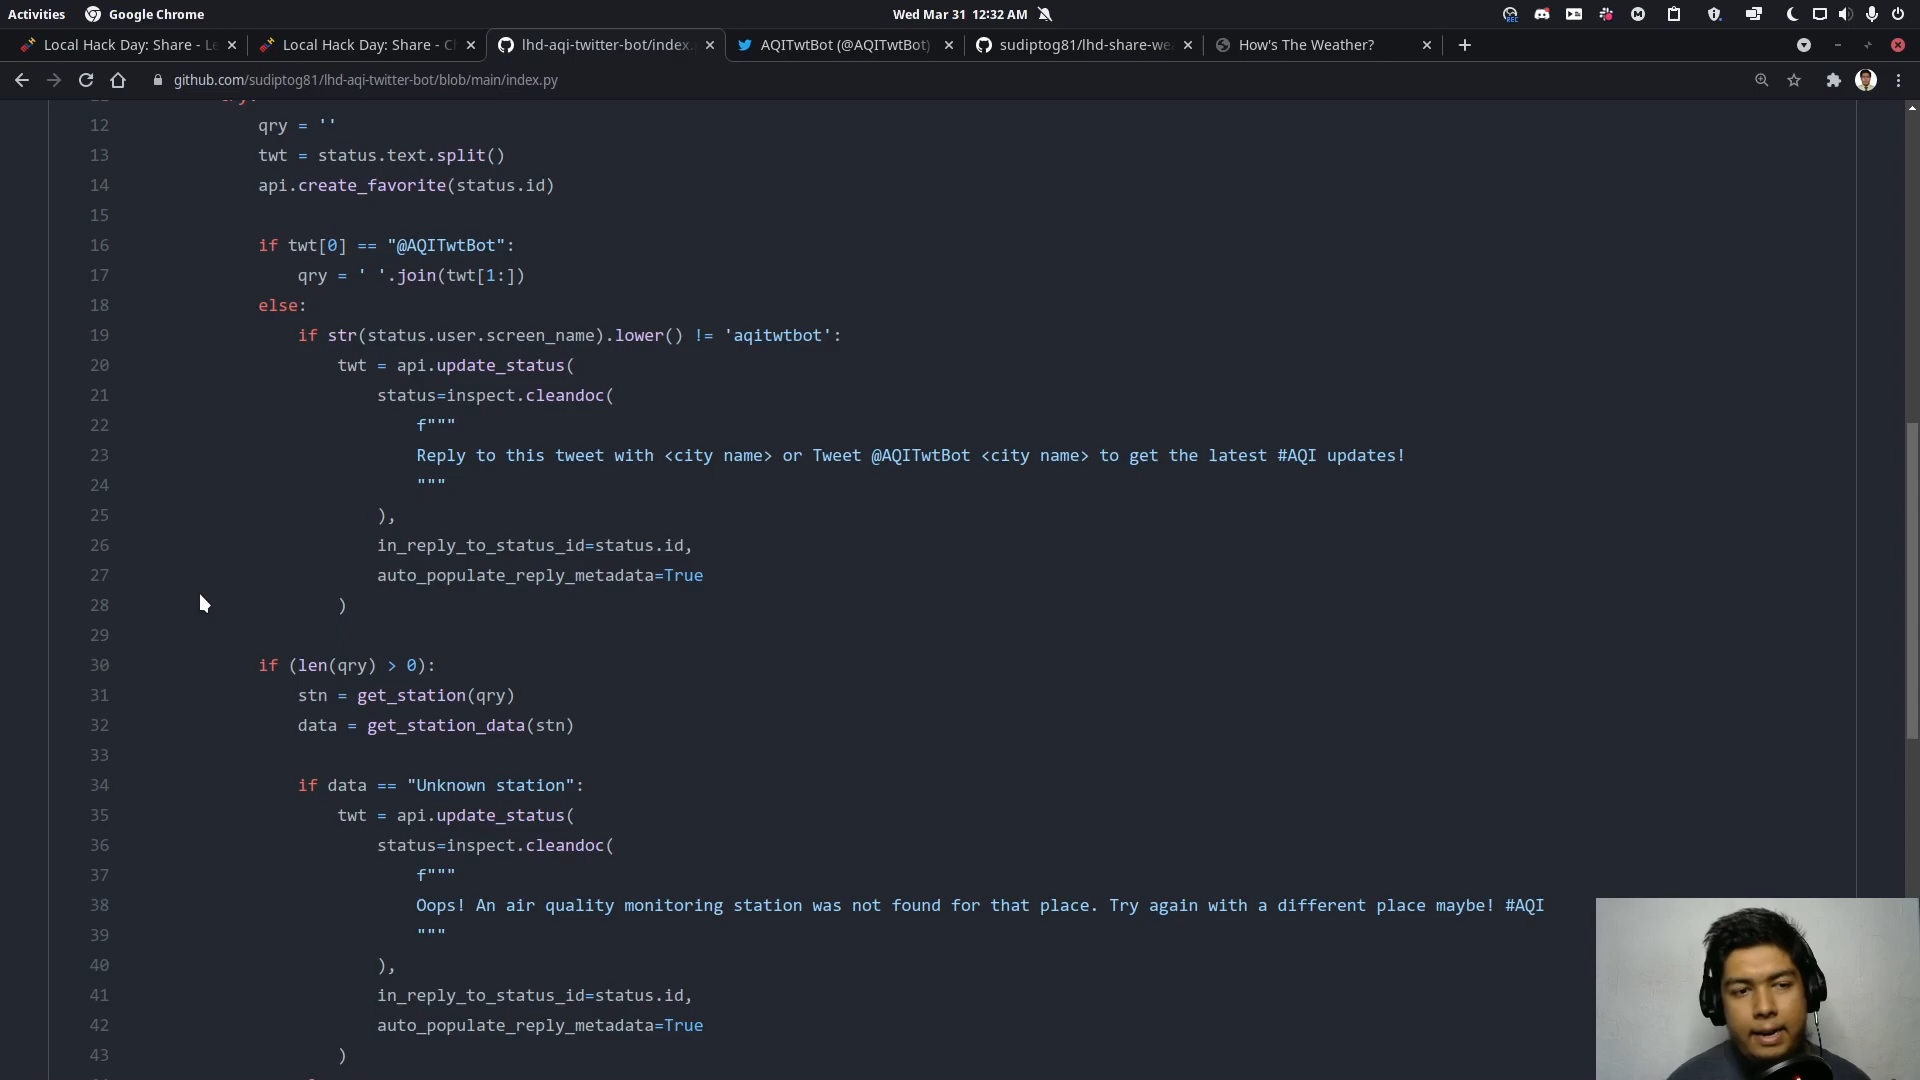 Activities
Google Chrome
Wed Mar 31 12:32 AM
Local Hack Day: Share - Le
Local Hack Day: Share - C
lhd-aqi-twitter-bot/index.
AQITwtBot (@AQITwtBot)
sudiptog81/lhd-share-we
How's The Weather?
github.com/sudiptog81/lhd-aqi-twitter-bot/blob/main/index.py
12 qry = ''
13 twt = status.text.split()
14 api.create_favorite(status.id)
15
16 if twt[0] == "@AQITwtBot":
17 qry = ' '.join(twt[1:])
18 else:
19 if str(status.user.screen_name).lower() != 'aqitwtbot':
20 twt = api.update_status(
21 status=inspect.cleandoc(
22 f"""
23 Reply to this tweet with <city name> or Tweet @AQITwtBot <city name> to get the latest #AQI updates!
24 """
25 ),
26 in_reply_to_status_id=status.id,
27 auto_populate_reply_metadata=True
28 )
29
30 if (len(qry) > 0):
31 stn = get_station(qry)
32 data = get_station_data(stn)
33
34 if data == "Unknown station":
35 twt = api.update_status(
36 status=inspect.cleandoc(
37 f"""
38 Oops! An air quality monitoring station was not found for that place. Try again with a different place maybe! #AQI
39 """
40 ),
41 in_reply_to_status_id=status.id,
42 auto_populate_reply_metadata=True
43 )